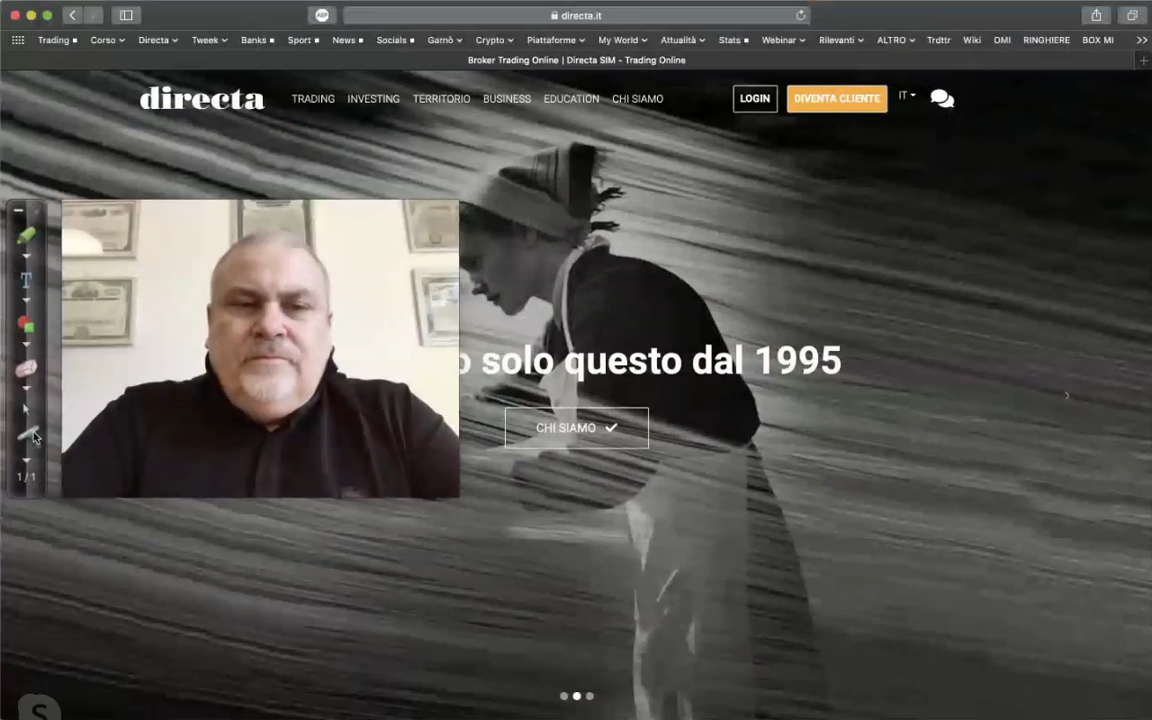 ABP
directa.it
Trading Corso Directa Tweek Banks Sport News Socials Garnò Crypto Piattaforme My World Attualità Stats Webinar Rilevanti ALTRO Trdttr Wiki OMI RINGHIERE BOX MI
Broker Trading Online | Directa SIM - Trading Online
directa TRADING INVESTING TERRITORIO BUSINESS EDUCATION CHI SIAMO LOGIN DIVENTA CLIENTE IT
T
o solo questo dal 1995
CHI SIAMO
1/1
S